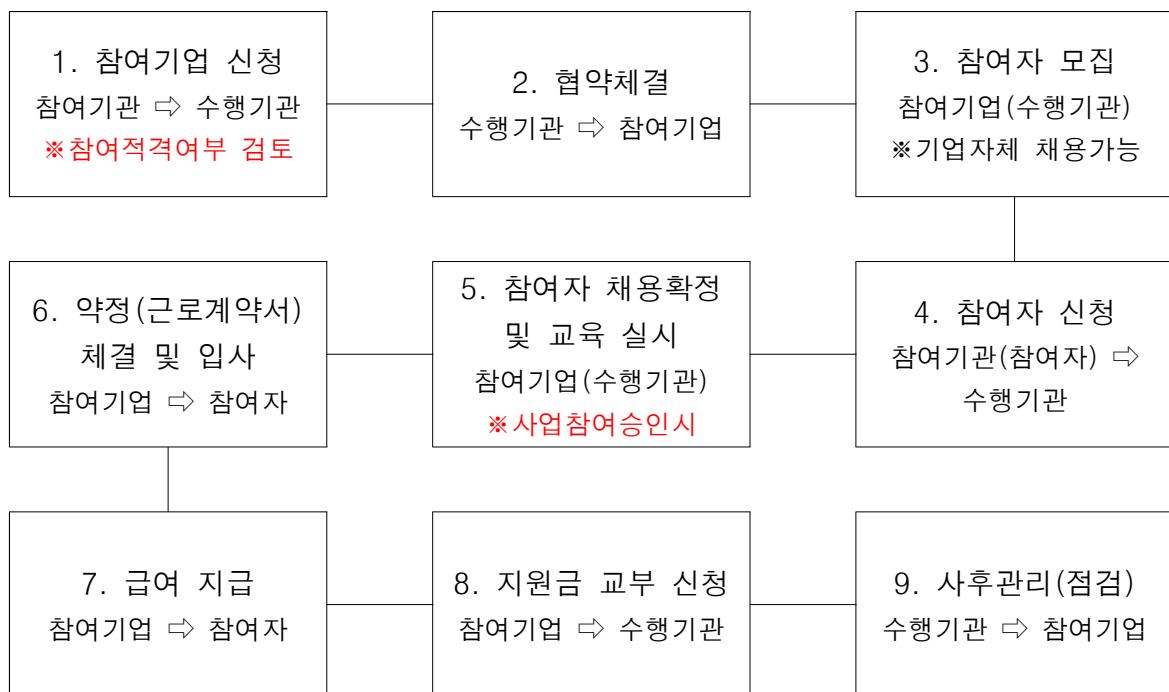 1. 참여기업 신청
참여기관 ⇨ 수행기관
※참여적격여부 검토
2. 협약체결
수행기관 ⇨ 참여기업
3. 참여자 모집
참여기업(수행기관)
※기업자체 채용가능
4. 참여자 신청
참여기관(참여자) ⇨
수행기관
5. 참여자 채용확정
및 교육 실시
참여기업(수행기관)
※사업참여승인시
6. 약정(근로계약서)
체결 및 입사
참여기업 ⇨ 참여자
7. 급여 지급
참여기업 ⇨ 참여자
8. 지원금 교부 신청
참여기업 ⇨ 수행기관
9. 사후관리(점검)
수행기관 ⇨ 참여기업